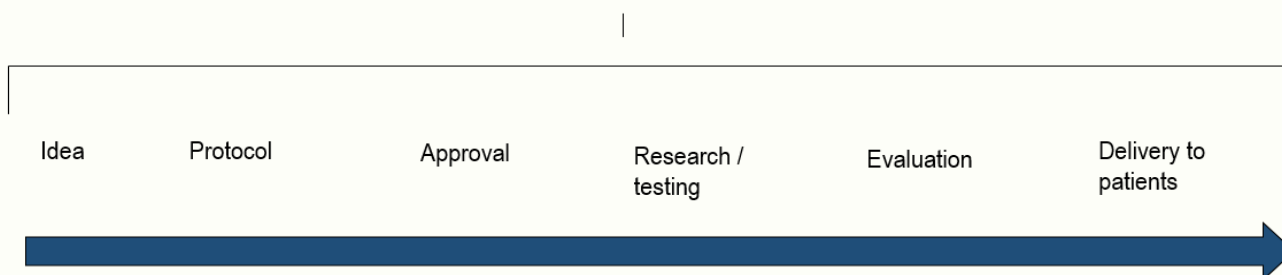 Idea
Protocol
Approval
Research /
testing
Evaluation
Delivery to
patients